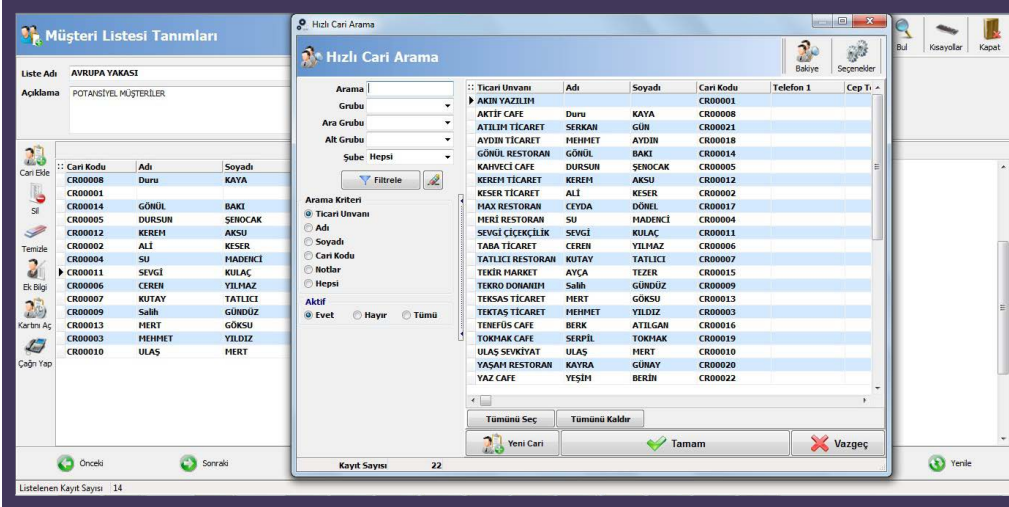 Müşteri Listesi Tanımları
Bul Kısayollar Kapat
Liste Adı AVRUPA YAKASI
Açıklama POTANSİYEL MÜŞTERİLER
Cari Ekle
Sil
Temizle
Ek Bilgi
Kartını Aç
Çağrı Yap
Cari Kodu Adı Soyadı
CR00008 Duru KAYA
CR00001
CR00014 GÖNÜL BAKI
CR00005 DURSUN ŞENOCAK
CR00012 KEREM AKSU
CR00002 ALİ KESER
CR00004 SU MADENCİ
CR00011 SEVGİ KULAÇ
CR00006 CEREN YILMAZ
CR00007 KUTAY TATLICI
CR00009 Salih GÜNDÜZ
CR00013 MERT GÖKSU
CR00003 MEHMET YILDIZ
CR00010 ULAŞ MERT
Önceki Sonraki Yenile
Listelenen Kayıt Sayısı 14
Hızlı Cari Arama
Hızlı Cari Arama
Bakiye Seçenekler
Arama
Grubu
Ara Grubu
Alt Grubu
Şube Hepsi
Filtrele
Arama Kriteri
Ticari Unvanı
Adı
Soyadı
Cari Kodu
Notlar
Hepsi
Aktif
Evet Hayır Tümü
Ticari Unvanı Adı Soyadı Cari Kodu Telefon 1 Cep
AKIN YAZILIM CR00001
AKTİF CAFE Duru KAYA CR00008
ATILIM TİCARET SERKAN GÜN CR00021
AYDIN TİCARET MEHMET AYDIN CR00018
GÖNÜL RESTORAN GÖNÜL BAKI CR00014
KAHVECİ CAFE DURSUN ŞENOCAK CR00005
KEREM TİCARET KEREM AKSU CR00012
KESER TİCARET ALİ KESER CR00002
MAX RESTORAN CEYDA DÖNEL CR00017
MERİ RESTORAN SU MADENCİ CR00004
SEVGİ ÇİÇEKÇİLİK SEVGİ KULAÇ CR00011
TABA TİCARET CEREN YILMAZ CR00006
TATLICI RESTORAN KUTAY TATLICI CR00007
TEKİR MARKET AYÇA TEZER CR00015
TEKRO DONANIM Salih GÜNDÜZ CR00009
TEKSAS TİCARET MERT GÖKSU CR00013
TEKTAŞ TİCARET MEHMET YILDIZ CR00003
TENEFÜS CAFE BERK ATILGAN CR00016
TOKMAK CAFE SERPİL TOKMAK CR00019
ULAŞ SEVKİYAT ULAŞ MERT CR00010
YAŞAM RESTORAN KAYRA GÜNAY CR00020
YAZ CAFE YEŞİM BERİN CR00022
Tümünü Seç Tümünü Kaldır
Yeni Cari Tamam Vazgeç
Kayıt Sayısı 22